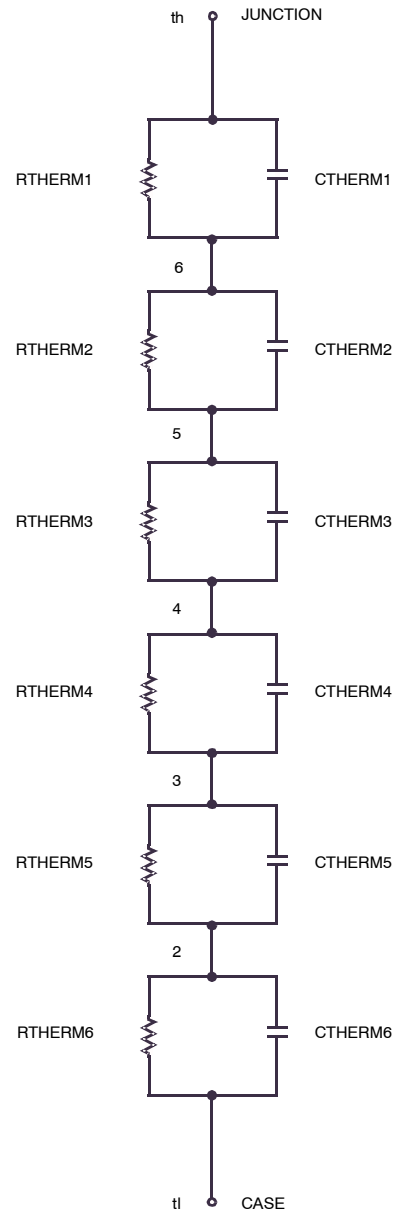 th JUNCTION
RTHERM1 CTHERM1
6
RTHERM2 CTHERM2
5
RTHERM3 CTHERM3
4
RTHERM4 CTHERM4
3
RTHERM5 CTHERM5
2
RTHERM6 CTHERM6
tl CASE